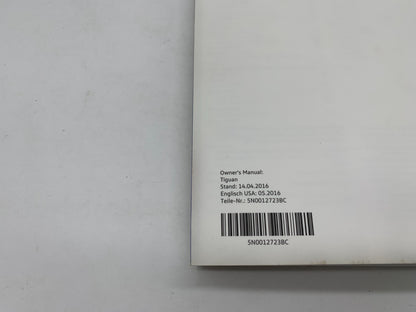 Owner's Manual:
Tiguan
Stand: 14.04.2016
Englisch USA: 05.2016
Teile-Nr.: 5N0012723BC
5N0012723BC